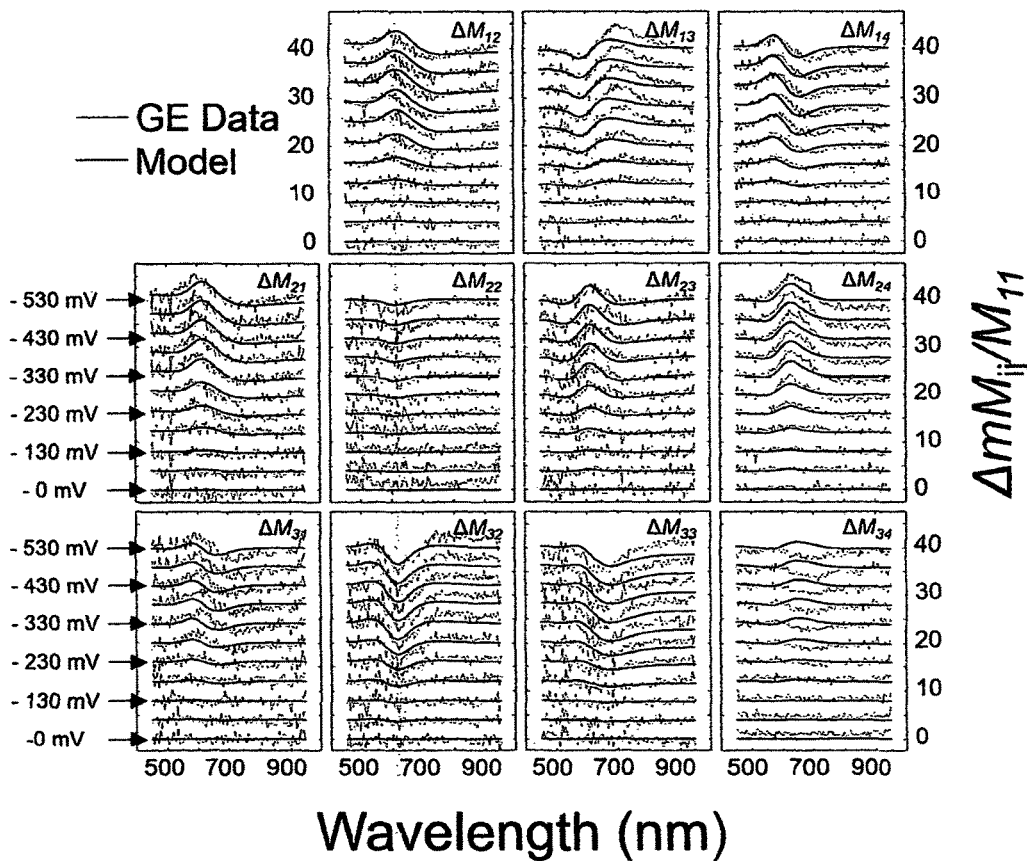 ΔM12 ΔM13 ΔM14
40 40
30 30
20 20
10 10
0 0
GE Data
Model
ΔM21 ΔM22 ΔM23 ΔM24
- 530 mV 40
- 430 mV 30
- 330 mV 20
- 230 mV
- 130 mV 10
- 0 mV 0
ΔmMij/M11
ΔM31 ΔM32 ΔM33 ΔM34
- 530 mV 40
- 430 mV 30
- 330 mV 20
- 230 mV
- 130 mV 10
-0 mV 0
500 700 900 500 700 900 500 700 900 500 700 900
Wavelength (nm)